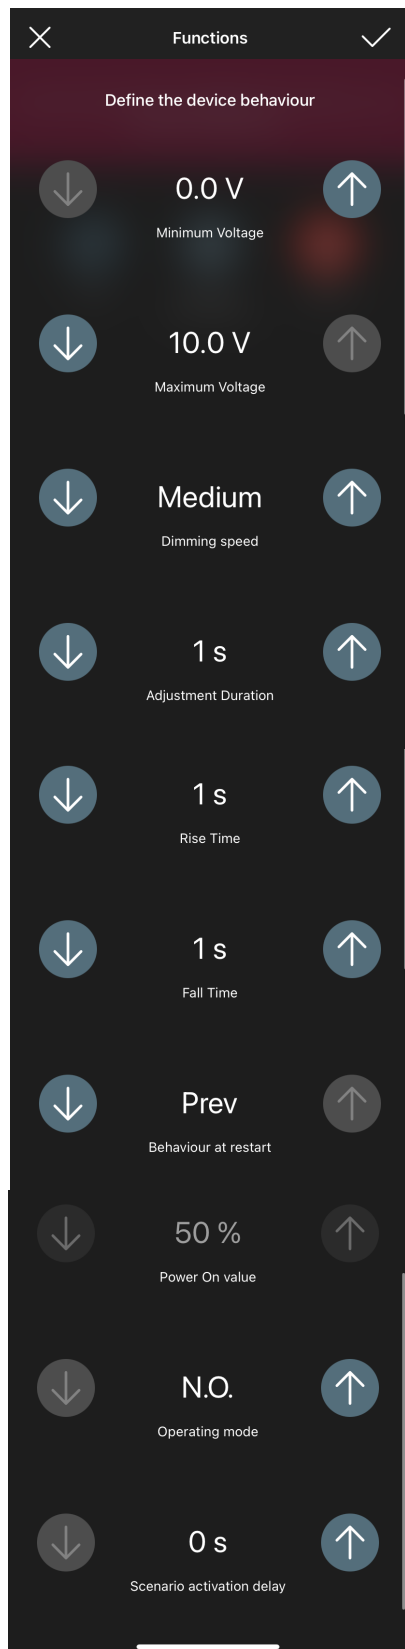 Functions
Define the device behaviour
0.0 V
Minimum Voltage
10.0 V
Maximum Voltage
Medium
Dimming speed
1 s
Adjustment Duration
1 s
Rise Time
1 s
Fall Time
Prev
Behaviour at restart
50 %
Power On value
N.O.
Operating mode
0 s
Scenario activation delay